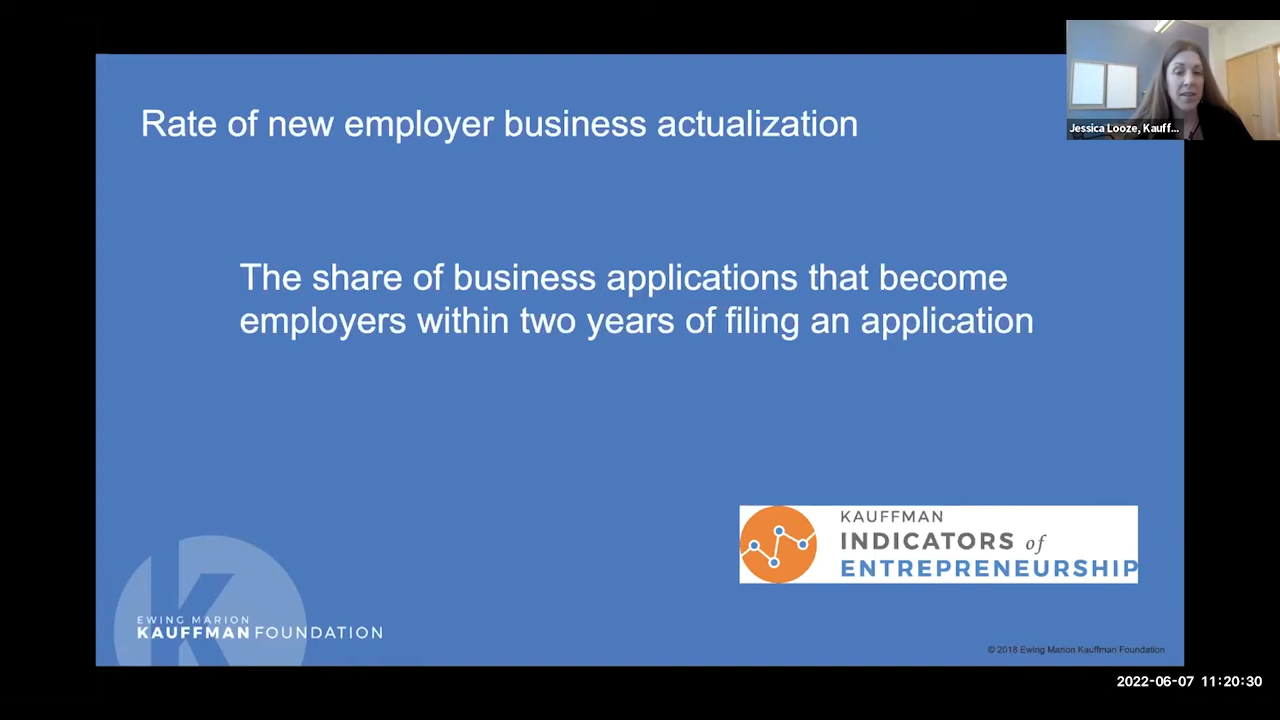 Rate of new employer business actualization
Jessica Looze, Kauff...
The share of business applications that become
employers within two years of filing an application
KAUFFMAN
INDICATORS of
ENTREPRENEURSHIP
K
EWING MARION
KAUFFMAN FOUNDATION
© 2018 Ewing Marion Kauffman Foundation
2022-06-07 11:20:30